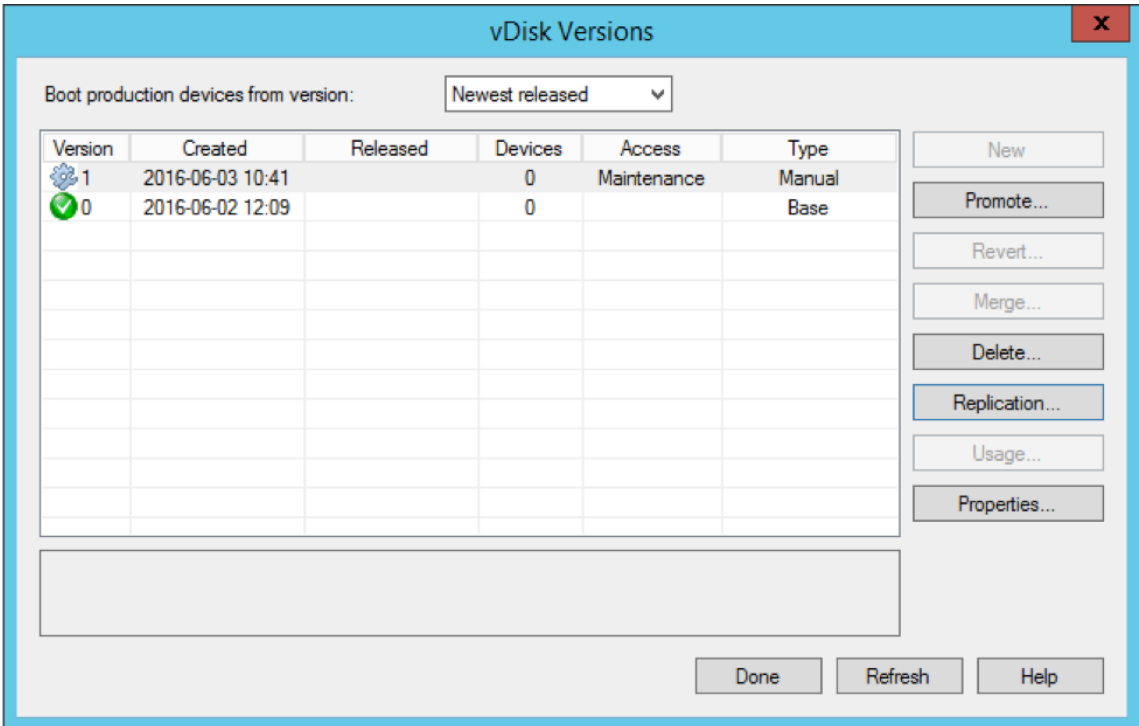 vDisk Versions
x
Boot production devices from version: Newest released
Version Created Released Devices Access Type
1 2016-06-03 10:41 0 Maintenance Manual
0 2016-06-02 12:09 0 Base
New
Promote...
Revert...
Merge...
Delete...
Replication...
Usage...
Properties...
Done Refresh Help